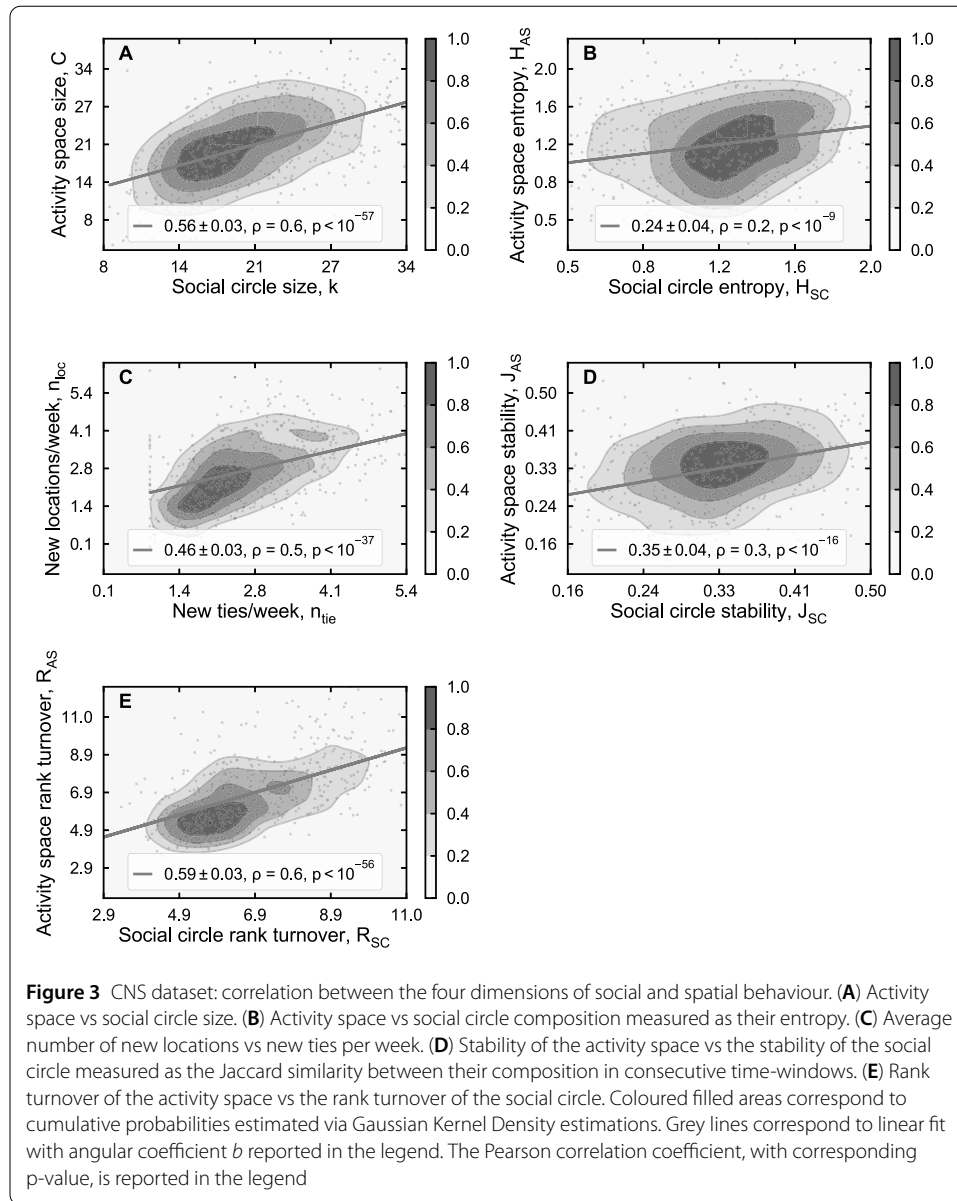 A
Activity space size, C
34
27
21
14
8
0.56 ± 0.03, ρ = 0.6, p < 10⁻⁵⁷
8 14 21 27 34
Social circle size, k
1.0
0.8
0.6
0.4
0.2
0.0
B
Activity space entropy, H_AS
2.0
1.6
1.2
0.8
0.5
0.24 ± 0.04, ρ = 0.2, p < 10⁻⁹
0.5 0.8 1.2 1.6 2.0
Social circle entropy, H_SC
1.0
0.8
0.6
0.4
0.2
0.0
C
New locations/week, n_loc
5.4
4.1
2.8
1.4
0.1
0.46 ± 0.03, ρ = 0.5, p < 10⁻³⁷
0.1 1.4 2.8 4.1 5.4
New ties/week, n_tie
1.0
0.8
0.6
0.4
0.2
0.0
D
Activity space stability, J_AS
0.50
0.41
0.33
0.24
0.16
0.35 ± 0.04, ρ = 0.3, p < 10⁻¹⁶
0.16 0.24 0.33 0.41 0.50
Social circle stability, J_SC
1.0
0.8
0.6
0.4
0.2
0.0
E
Activity space rank turnover, R_AS
11.0
8.9
6.9
4.9
2.9
0.59 ± 0.03, ρ = 0.6, p < 10⁻⁵⁶
2.9 4.9 6.9 8.9 11.0
Social circle rank turnover, R_SC
1.0
0.8
0.6
0.4
0.2
0.0
Figure 3 CNS dataset: correlation between the four dimensions of social and spatial behaviour. (A) Activity
space vs social circle size. (B) Activity space vs social circle composition measured as their entropy. (C) Average
number of new locations vs new ties per week. (D) Stability of the activity space vs the stability of the social
circle measured as the Jaccard similarity between their composition in consecutive time-windows. (E) Rank
turnover of the activity space vs the rank turnover of the social circle. Coloured filled areas correspond to
cumulative probabilities estimated via Gaussian Kernel Density estimations. Grey lines correspond to linear fit
with angular coefficient b reported in the legend. The Pearson correlation coefficient, with corresponding
p-value, is reported in the legend